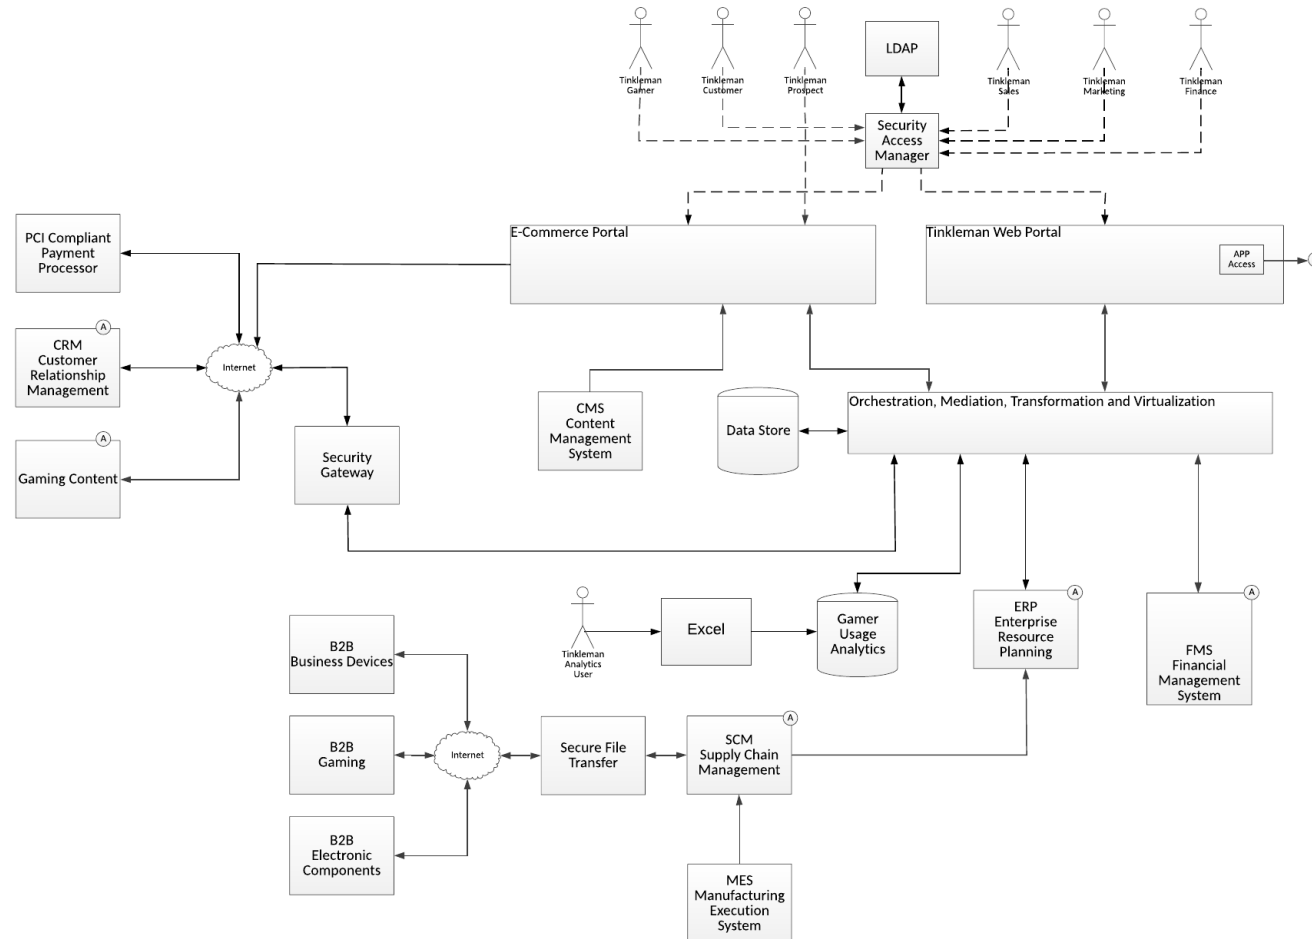 Tinkleman
Gamer
Tinkleman
Customer
Tinkleman
Prospect
LDAP
Tinkleman
Sales
Tinkleman
Marketing
Tinkleman
Finance
Security
Access
Manager
PCI Compliant
Payment
Processor
E-Commerce Portal
Tinkleman Web Portal
APP
Access
A
CRM
Customer
Relationship
Management
Internet
A
Gaming Content
Security
Gateway
CMS
Content
Management
System
Data Store
Orchestration, Mediation, Transformation and Virtualization
Tinkleman
Analytics
User
Excel
Gamer
Usage
Analytics
A
ERP
Enterprise
Resource
Planning
A
FMS
Financial
Management
System
B2B
Business Devices
B2B
Gaming
Internet
Secure File
Transfer
A
SCM
Supply Chain
Management
B2B
Electronic
Components
MES
Manufacturing
Execution
System